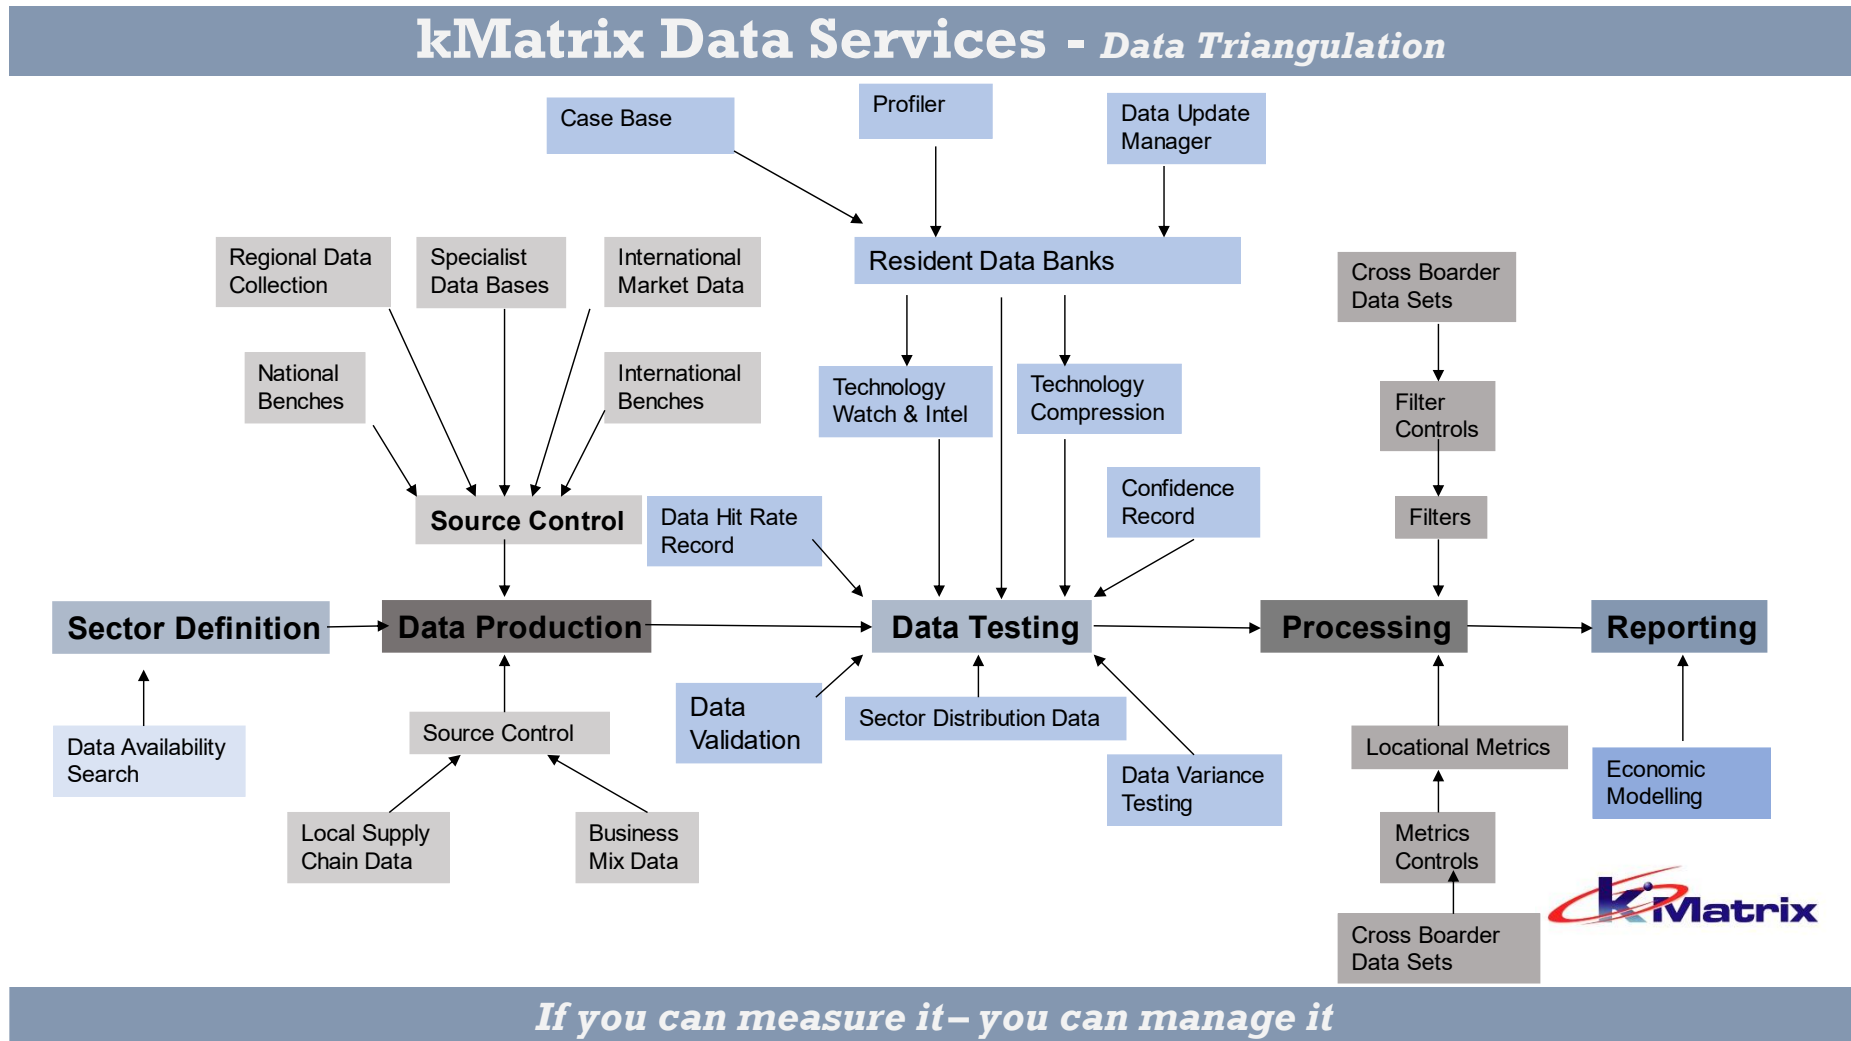 kMatrix Data Services - Data Triangulation
Case Base
Profiler
Data Update
Manager
Regional Data
Collection
Specialist
Data Bases
International
Market Data
Resident Data Banks
Cross Boarder
Data Sets
National
Benches
International
Benches
Technology
Watch & Intel
Technology
Compression
Filter
Controls
Source Control
Data Hit Rate
Record
Confidence
Record
Filters
Sector Definition
Data Production
Data Testing
Processing
Reporting
Data Availability
Search
Source Control
Data
Validation
Sector Distribution Data
Data Variance
Testing
Locational Metrics
Economic
Modelling
Local Supply
Chain Data
Business
Mix Data
Metrics
Controls
Cross Boarder
Data Sets
kMatrix
If you can measure it – you can manage it